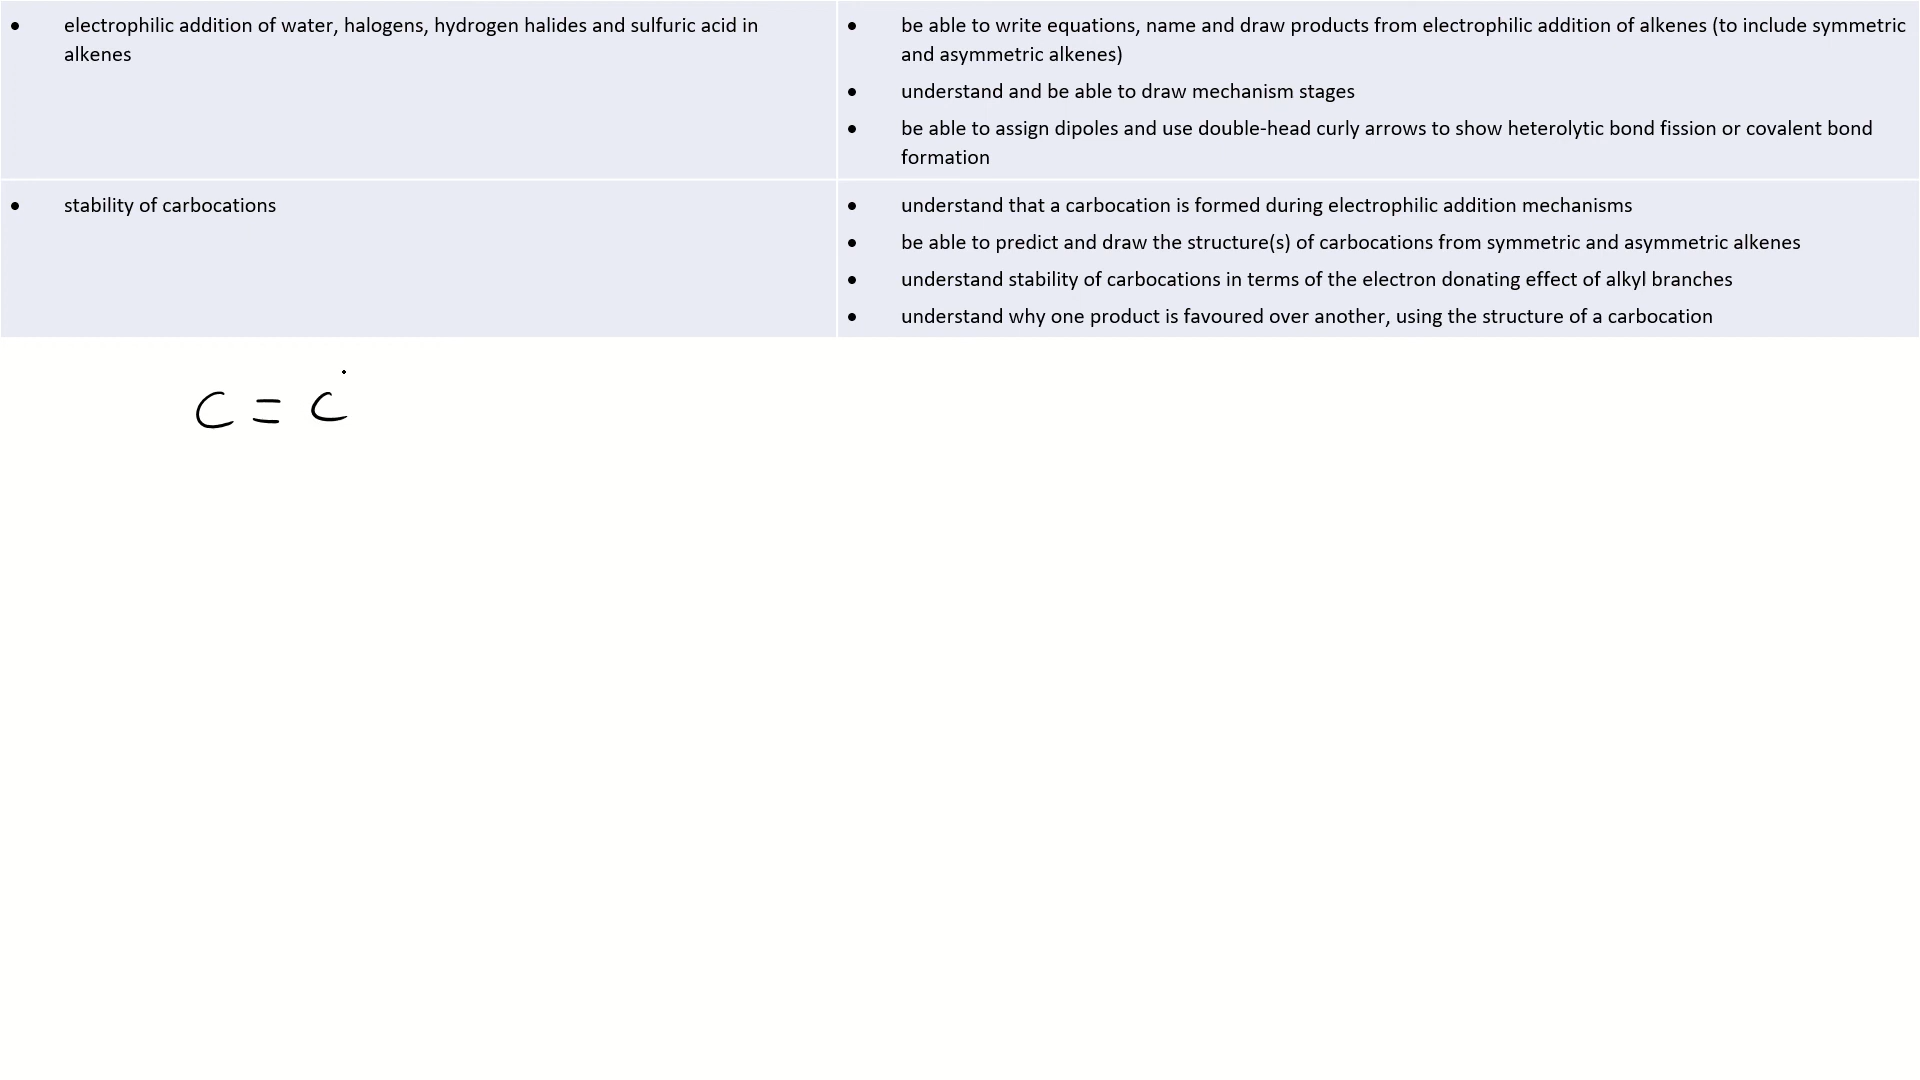 • electrophilic addition of water, halogens, hydrogen halides and sulfuric acid in
alkenes
• be able to write equations, name and draw products from electrophilic addition of alkenes (to include symmetric
and asymmetric alkenes)
• understand and be able to draw mechanism stages
• be able to assign dipoles and use double-head curly arrows to show heterolytic bond fission or covalent bond
formation
• stability of carbocations
• understand that a carbocation is formed during electrophilic addition mechanisms
• be able to predict and draw the structure(s) of carbocations from symmetric and asymmetric alkenes
• understand stability of carbocations in terms of the electron donating effect of alkyl branches
• understand why one product is favoured over another, using the structure of a carbocation
C = C